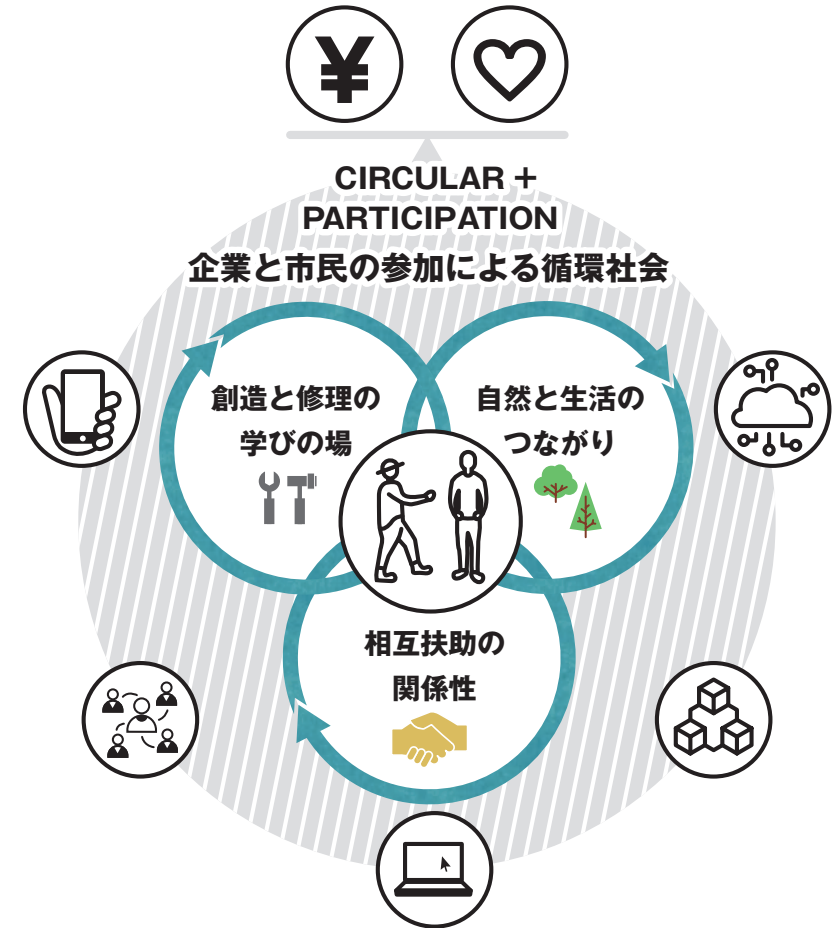 ¥
CIRCULAR +
PARTICIPATION
企業と市民の参加による循環社会
創造と修理の
学びの場
自然と生活の
つながり
相互扶助の
関係性